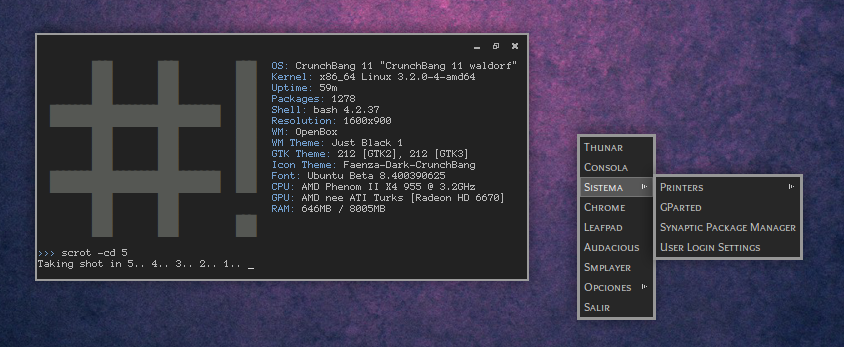 OS: CrunchBang 11 "CrunchBang 11 waldorf"
Kernel: x86_64 Linux 3.2.0-4-amd64
Uptime: 59m
Packages: 1278
Shell: bash 4.2.37
Resolution: 1600x900
WM: OpenBox
WM Theme: Just Black 1
GTK Theme: 212 [GTK2], 212 [GTK3]
Icon Theme: Faenza-Dark-CrunchBang
Font: Ubuntu Beta 8.400390625
CPU: AMD Phenom II X4 955 @ 3.2GHz
GPU: AMD nee ATI Turks [Radeon HD 6670]
RAM: 646MB / 8005MB
>>> scrot -cd 5
Taking shot in 5.. 4.. 3.. 2.. 1.. _
Thunar
Consola
Sistema
Chrome
Leafpad
Audacious
Smplayer
Opciones
Salir
Printers
GParted
Synaptic Package Manager
User Login Settings